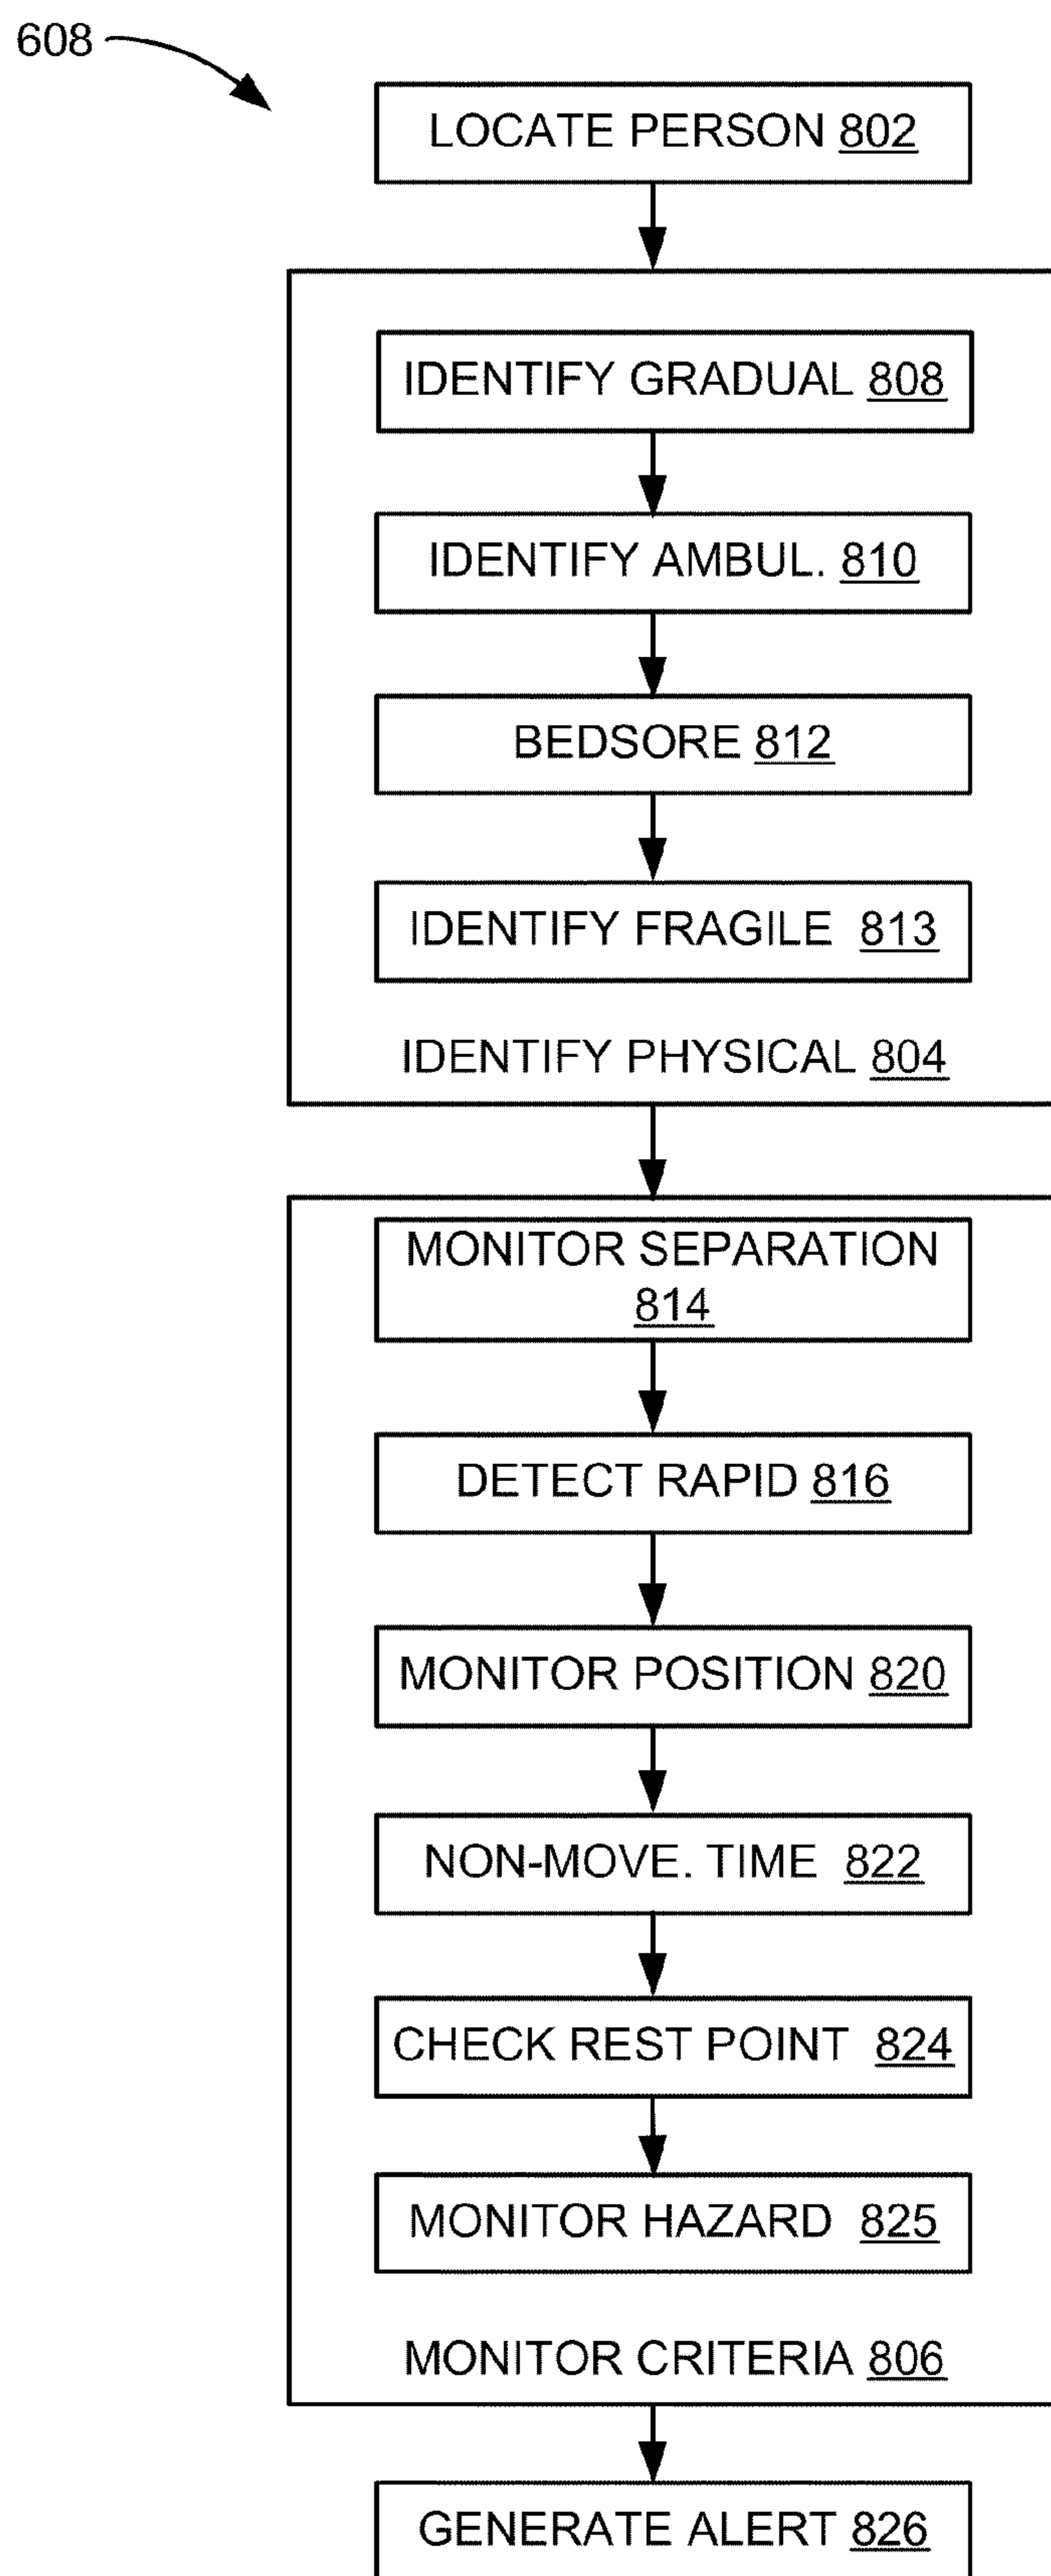 608
LOCATE PERSON 802
IDENTIFY GRADUAL 808
IDENTIFY AMBUL. 810
BEDSORE 812
IDENTIFY FRAGILE 813
IDENTIFY PHYSICAL 804
MONITOR SEPARATION
814
DETECT RAPID 816
MONITOR POSITION 820
NON-MOVE. TIME 822
CHECK REST POINT 824
MONITOR HAZARD 825
MONITOR CRITERIA 806
GENERATE ALERT 826